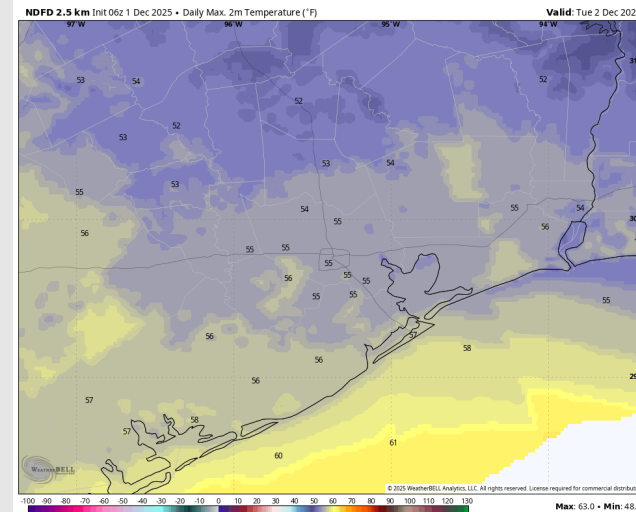 NDFD 2.5 km Init 06z 1 Dec 2025 • Daily Max. 2m Temperature (°F) Valid: Tue 2 Dec 202
97°W 96°W 95°W 94°W
31
53 54 52
52
52
53
53 54
53
55 54 55 54
55 30
56 56
55 55
55
56 55 55
55 55 55
56
57 58
56
29
56
57
58
57
61
60
WEATHERBELL
© 2025 WeatherBELL Analytics, LLC. All rights reserved. License required for commercial distribut
-100 -90 -80 -70 -60 -50 -40 -30 -20 -10 0 10 20 30 40 50 60 70 80 90 100 110 120 130
Max: 63.0 • Min: 48.